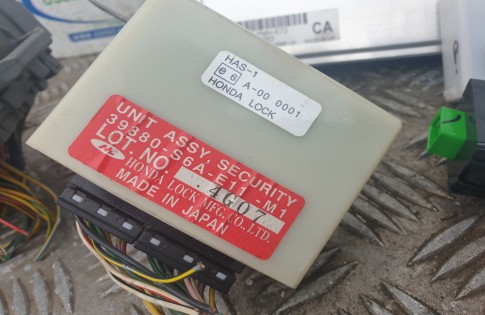 HAS-1
e 6 A-00 0001
HONDA LOCK
UNIT ASSY. SECURITY
39380-S6A-E11 -M1
LOT. NO. 4G07
HONDA LOCK MFG. CO., LTD.
MADE IN JAPAN
CA